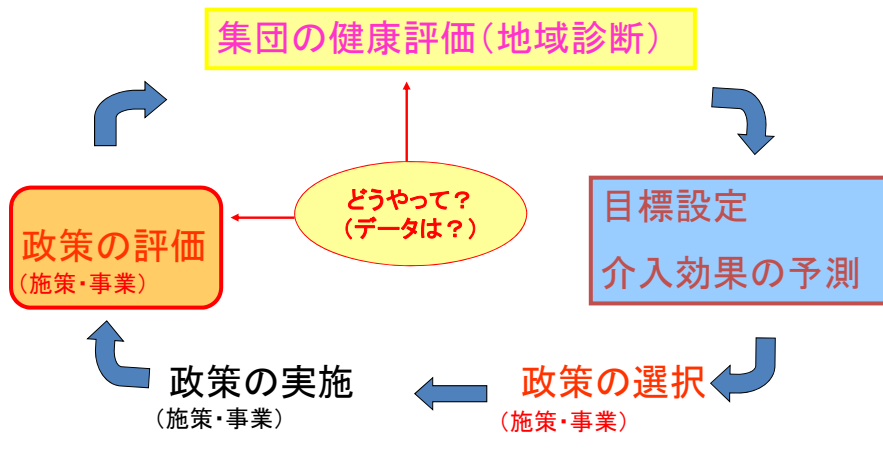 集団の健康評価(地域診断)
どうやって?
(データは?)
目標設定
介入効果の予測
政策の評価
(施策・事業)
政策の実施
(施策・事業)
政策の選択
(施策・事業)